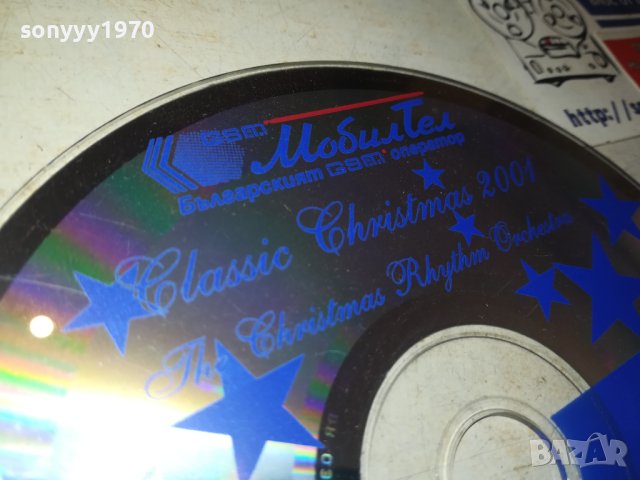 sonyyy1970
http://s
GSM
МобилТел
Българският GSM оператор
Classic Christmas 2001
The Christmas Rhythm Orchestra
BAZAR